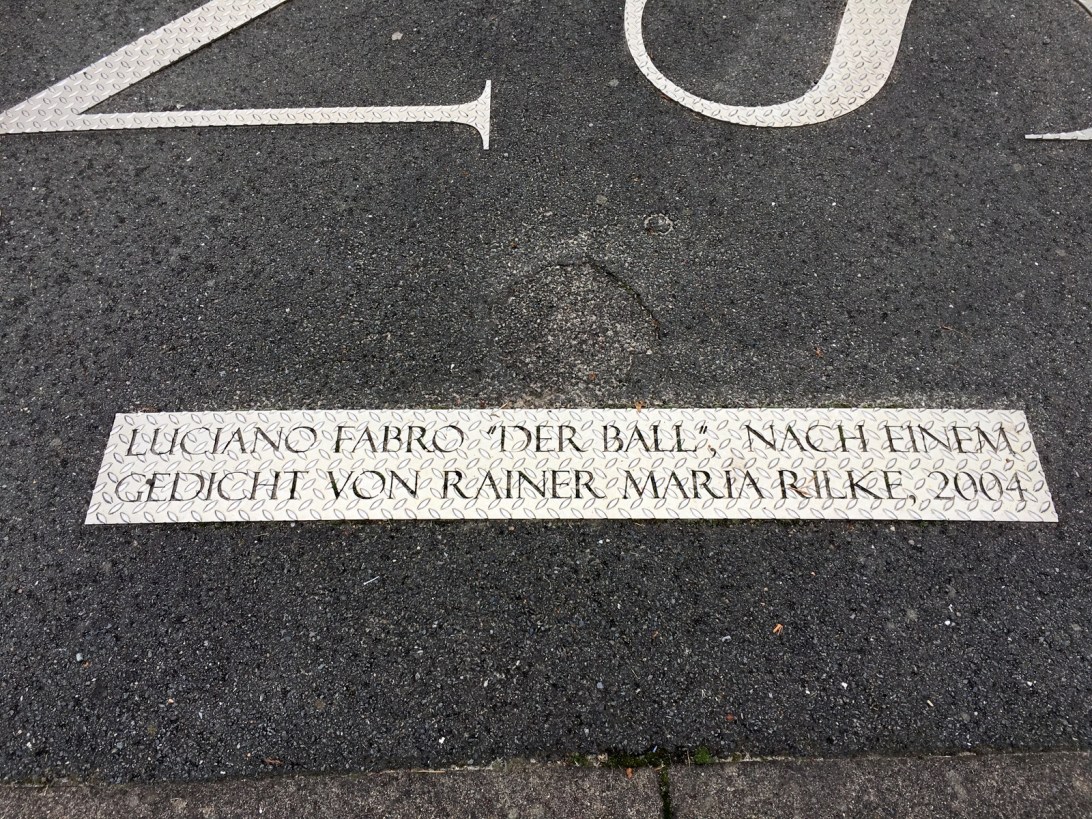 LUCIANO FABRO "DER BALL", NACH EINEM
GEDICHT VON RAINER MARIA RILKE, 2004